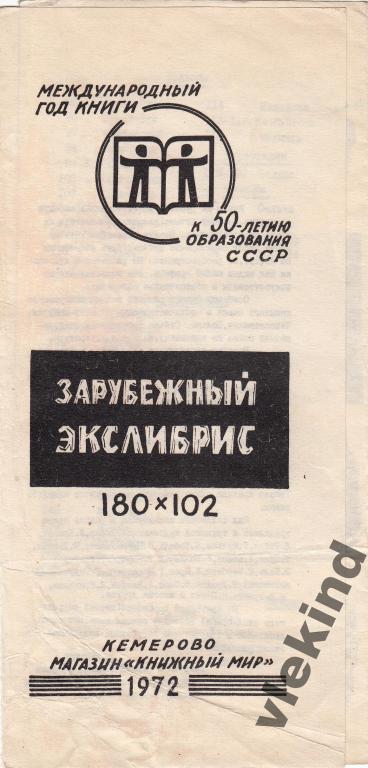 МЕЖДУНАРОДНЫЙ
ГОД КНИГИ
К 50-ЛЕТИЮ
ОБРАЗОВАНИЯ
СССР
ЗАРУБЕЖНЫЙ
ЭКСЛИБРИС
180×102
КЕМЕРОВО
МАГАЗИН «КНИЖНЫЙ МИР»
1972
vlekind